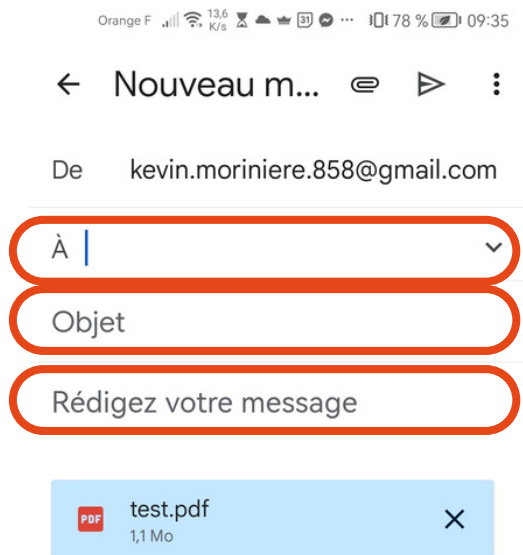 Orange F 13,6 K/s 31 78 % 09:35
Nouveau m...
De kevin.moriniere.858@gmail.com
À
Objet
Rédigez votre message
PDF test.pdf
1,1 Mo